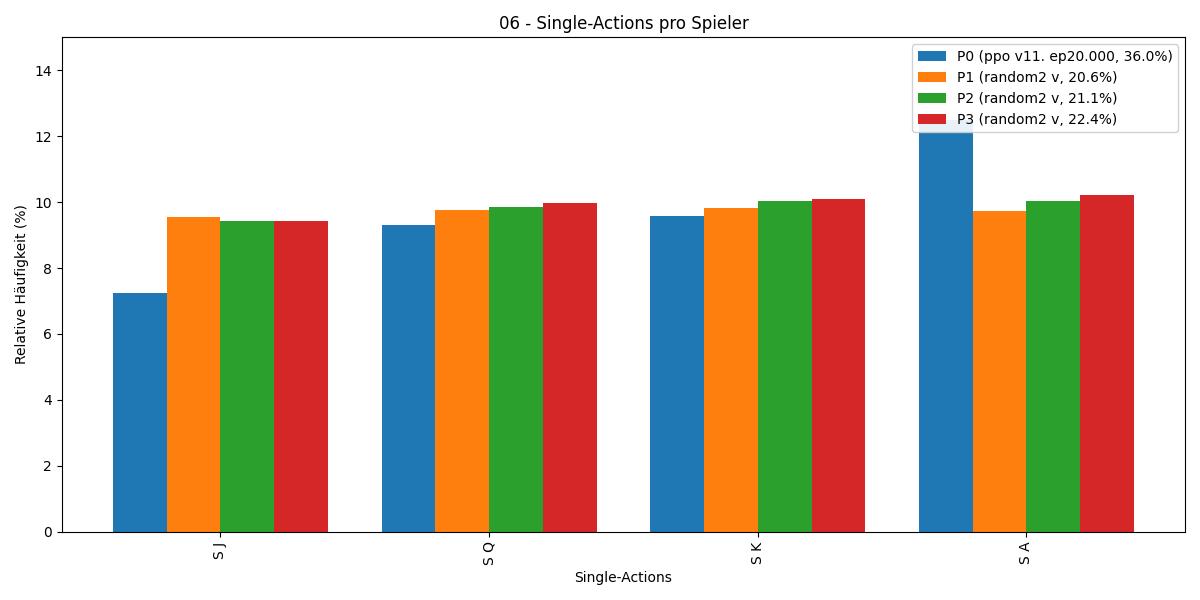 06 - Single-Actions pro Spieler
P0 (ppo v11. ep20.000, 36.0%)
P1 (random2 v, 20.6%)
P2 (random2 v, 21.1%)
P3 (random2 v, 22.4%)
Relative Häufigkeit (%)
14
12
10
8
6
4
2
0
S J
S Q
S K
S A
Single-Actions